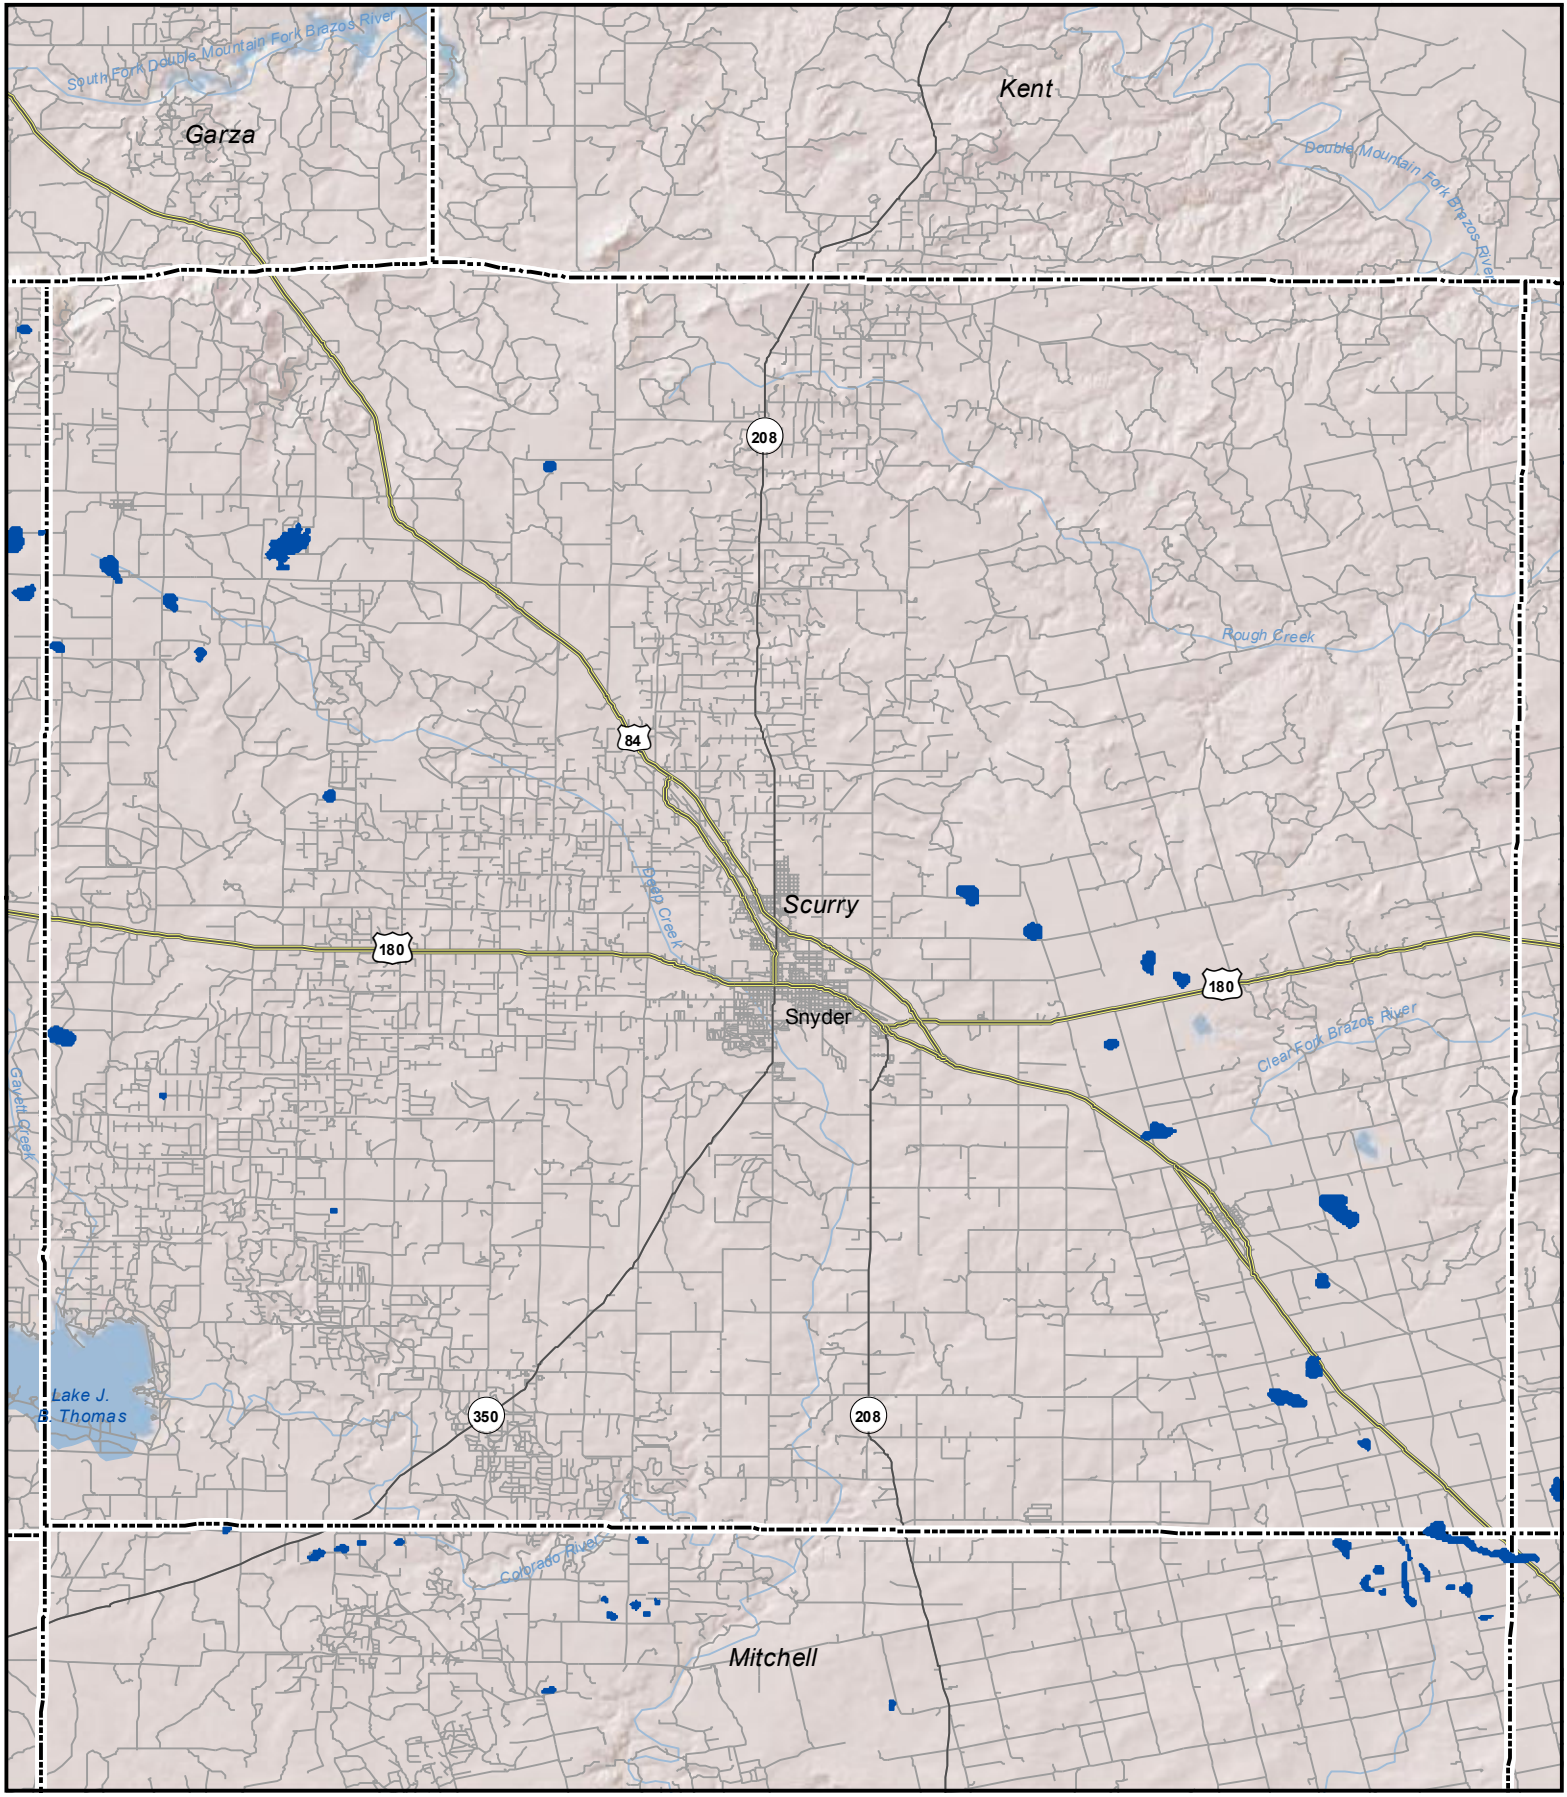 South Fork Double Mountain Fork Brazos River
Kent
Garza
Double Mountain Fork Brazos River
208
Rough Creek
84
Deep Creek
Scurry
180
180
Snyder
Clear Fork Brazos River
Gavett Creek
Lake J.
B. Thomas
350
208
Colorado River
Mitchell